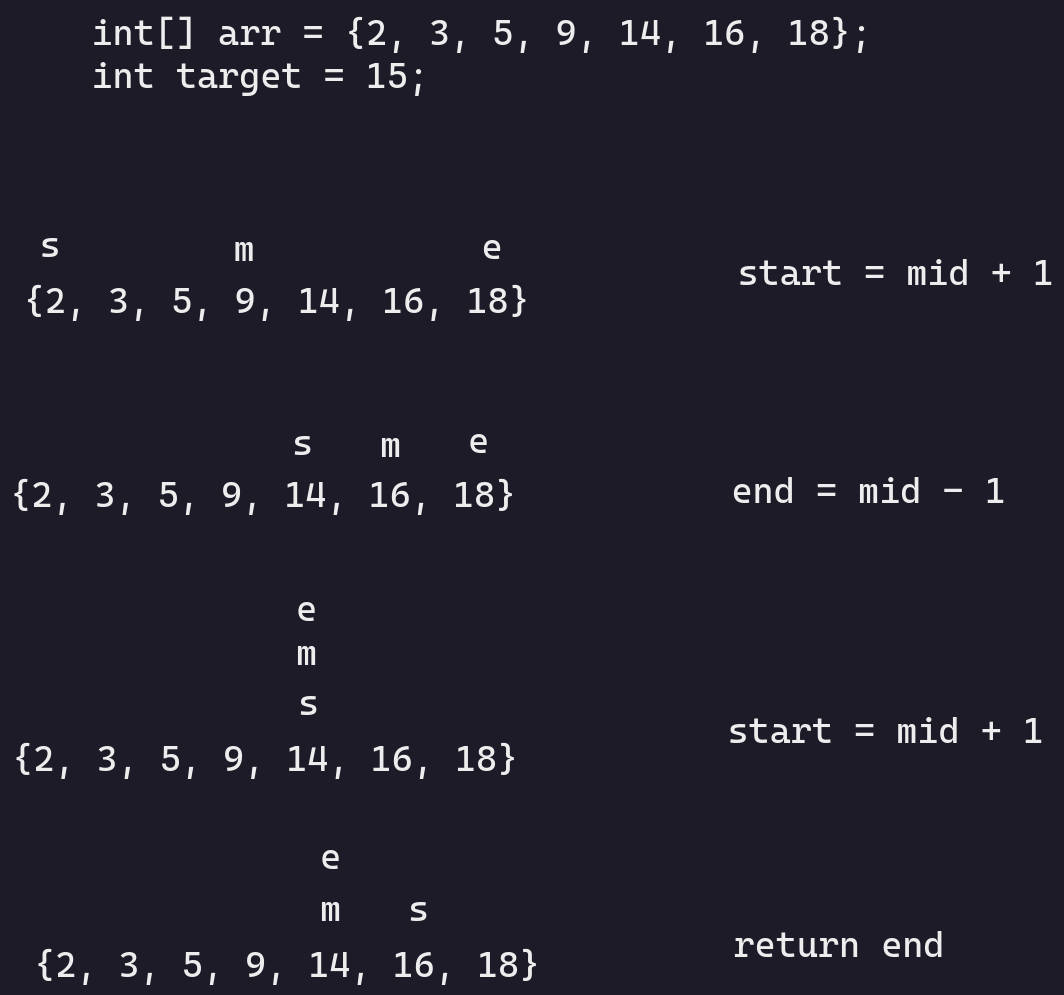 int[] arr = {2, 3, 5, 9, 14, 16, 18};
int target = 15;
s m e
{2, 3, 5, 9, 14, 16, 18}
start = mid + 1
s m e
{2, 3, 5, 9, 14, 16, 18}
end = mid - 1
e
m
s
{2, 3, 5, 9, 14, 16, 18}
start = mid + 1
e
m s
{2, 3, 5, 9, 14, 16, 18}
return end